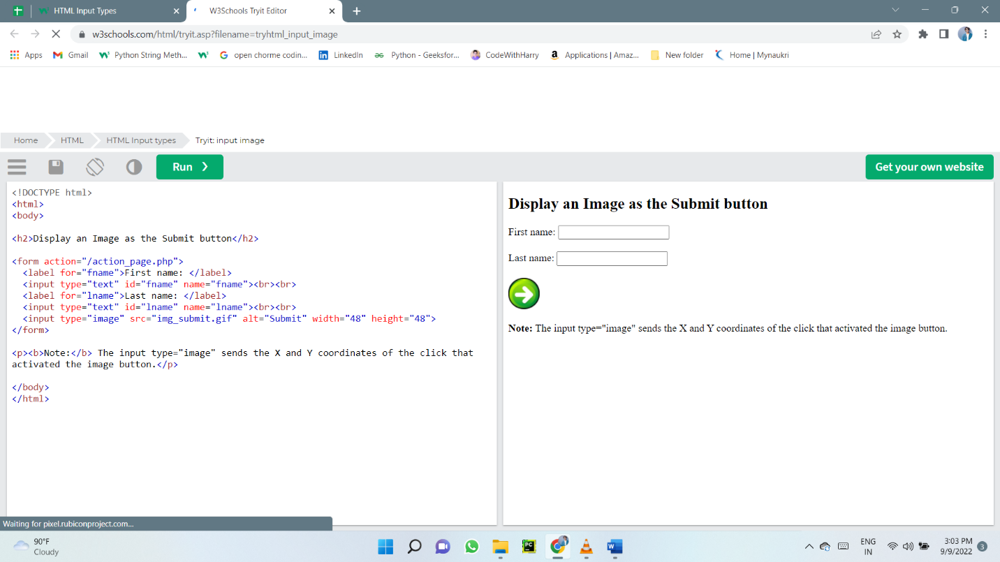 HTML Input Types
W3Schools Tryit Editor
w3schools.com/html/tryit.asp?filename=tryhtml_input_image
Apps Gmail Python String Meth... open chorme codin... LinkedIn Python - Geeksfor... CodeWithHarry Applications | Amaz... New folder Home | Mynaukri
Home HTML HTML Input types Tryit: input image
Run ❯ Get your own website
<!DOCTYPE html>
<html>
<body>
<h2>Display an Image as the Submit button</h2>
<form action="/action_page.php">
<label for="fname">First name: </label>
<input type="text" id="fname" name="fname"><br><br>
<label for="lname">Last name: </label>
<input type="text" id="lname" name="lname"><br><br>
<input type="image" src="img_submit.gif" alt="Submit" width="48" height="48">
</form>
<p><b>Note:</b> The input type="image" sends the X and Y coordinates of the click that
activated the image button.</p>
</body>
</html>
Display an Image as the Submit button
First name:
Last name:
Note: The input type="image" sends the X and Y coordinates of the click that activated the image button.
Waiting for pixel.rubiconproject.com...
90°F
Cloudy
PC
W
ENG
IN
3:03 PM
9/9/2022
3